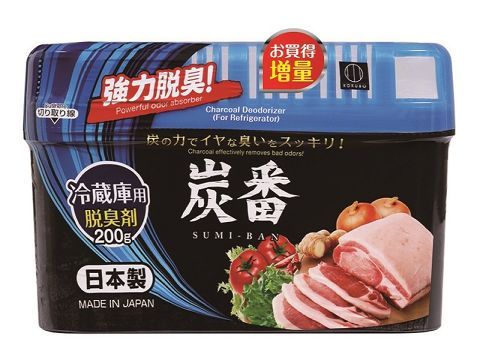 お買得
増量
KOKUBO
強力脱臭!
Powerful odor absorber
切り取り線
Charcoal Deodorizer
(For Refrigerator)
炭の力でイヤな臭いをスッキリ!
Charcoal effectively removes bad odors!
炭番
SUMI-BAN
冷蔵庫用
脱臭剤
200g
日本製
MADE IN JAPAN